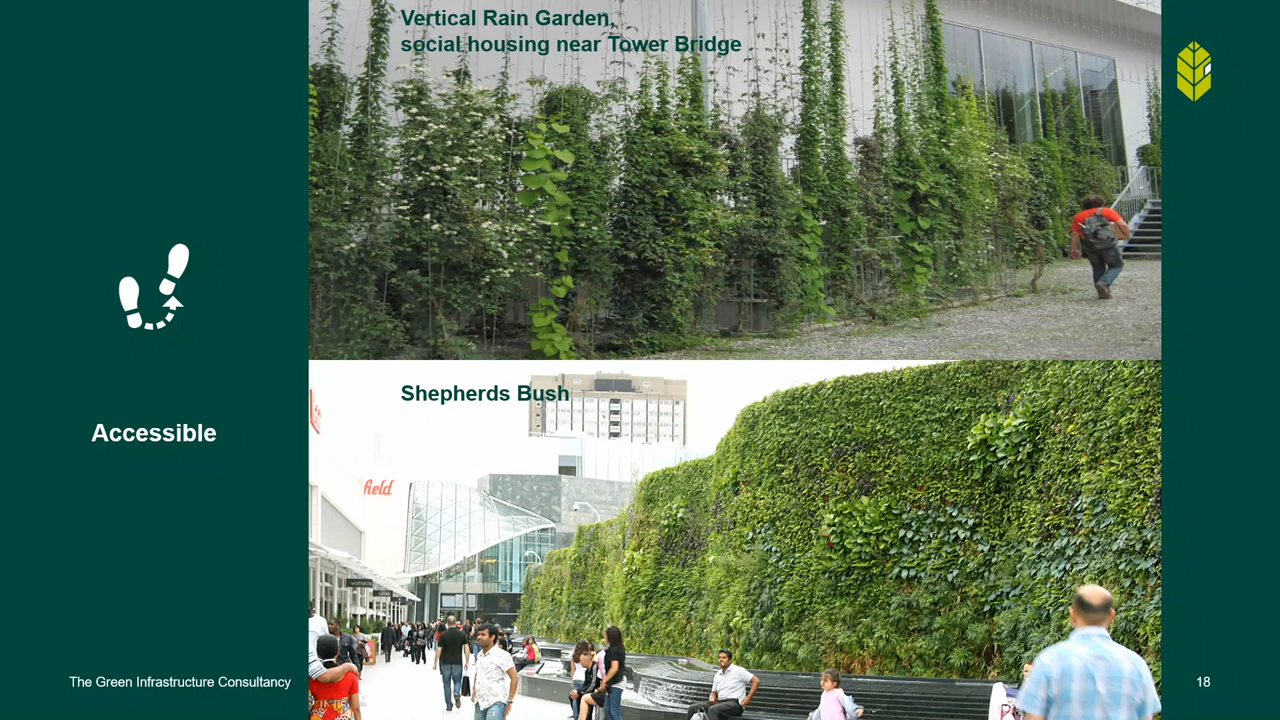 Vertical Rain Garden,
social housing near Tower Bridge
Shepherds Bush
field
Accessible
The Green Infrastructure Consultancy
18